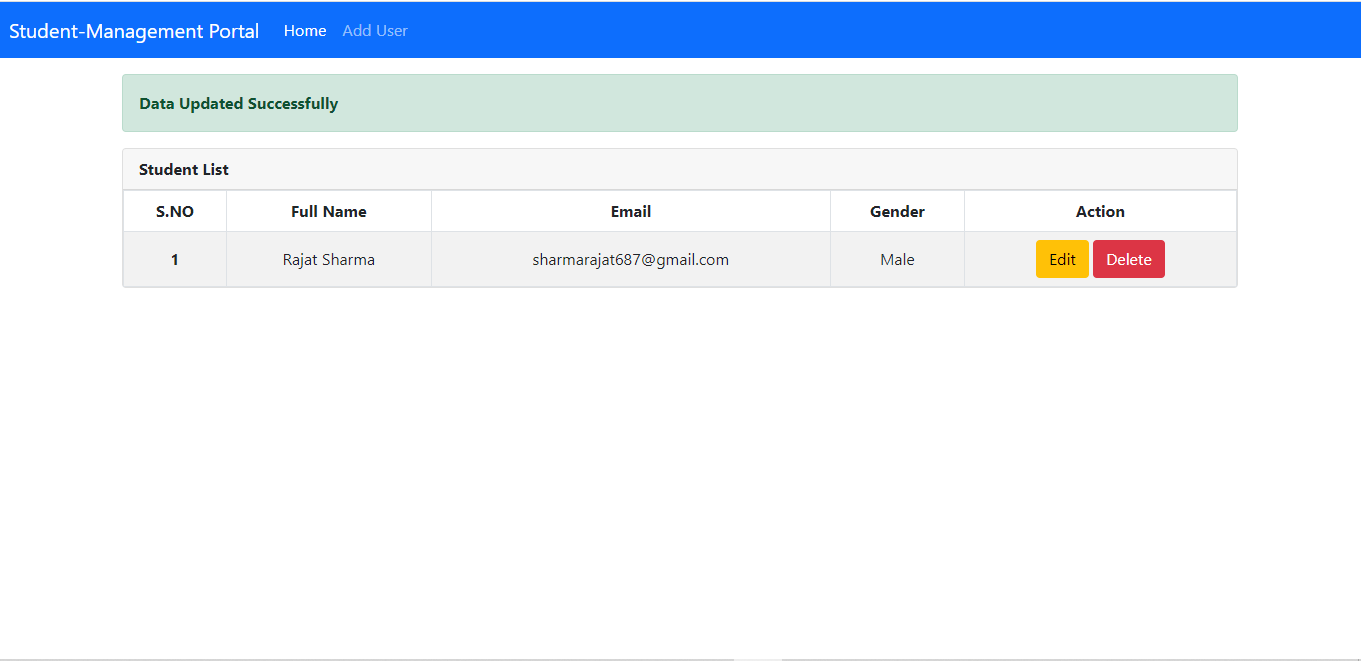 Student-Management Portal Home Add User
Data Updated Successfully
Student List
S.NO Full Name Email Gender Action
1 Rajat Sharma sharmarajat687@gmail.com Male Edit Delete